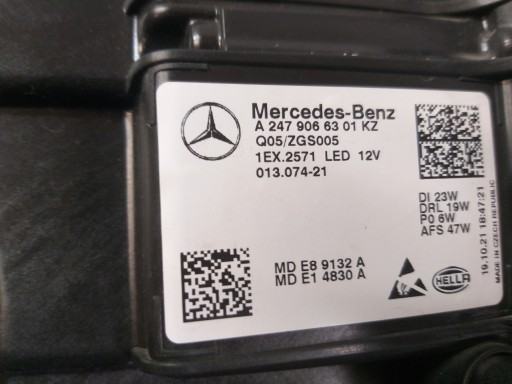 Mercedes-Benz
A 247 906 63 01 KZ
Q05/ZGS005
1EX.2571 LED 12V
013.074-21
DI 23W
DRL 19W
P0 6W
AFS 47W
19.10.21 18:47:21
MADE IN CZECH REPUBLIC
MD E8 9132 A
MD E1 4830 A
HELLA